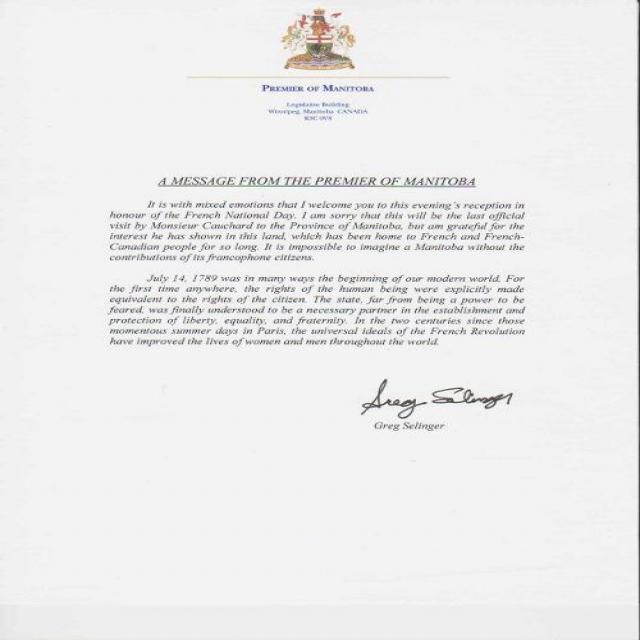 PREMIER OF MANITOBA
Legislative Building
Winnipeg, Manitoba CANADA
R3C 0V8
A MESSAGE FROM THE PREMIER OF MANITOBA
It is with mixed emotions that I welcome you to this evening's reception in
honour of the French National Day. I am sorry that this will be the last official
visit by Monsieur Cauchard to the Province of Manitoba, but am grateful for the
interest he has shown in this land, which has been home to French and French-
Canadian people for so long. It is impossible to imagine a Manitoba without the
contributions of its francophone citizens.
July 14, 1789 was in many ways the beginning of our modern world. For
the first time anywhere, the rights of the human being were explicitly made
equivalent to the rights of the citizen. The state, far from being a power to be
feared, was finally understood to be a necessary partner in the establishment and
protection of liberty, equality, and fraternity. In the two centuries since those
momentous summer days in Paris, the universal ideals of the French Revolution
have improved the lives of women and men throughout the world.
Greg Selinger
Greg Selinger